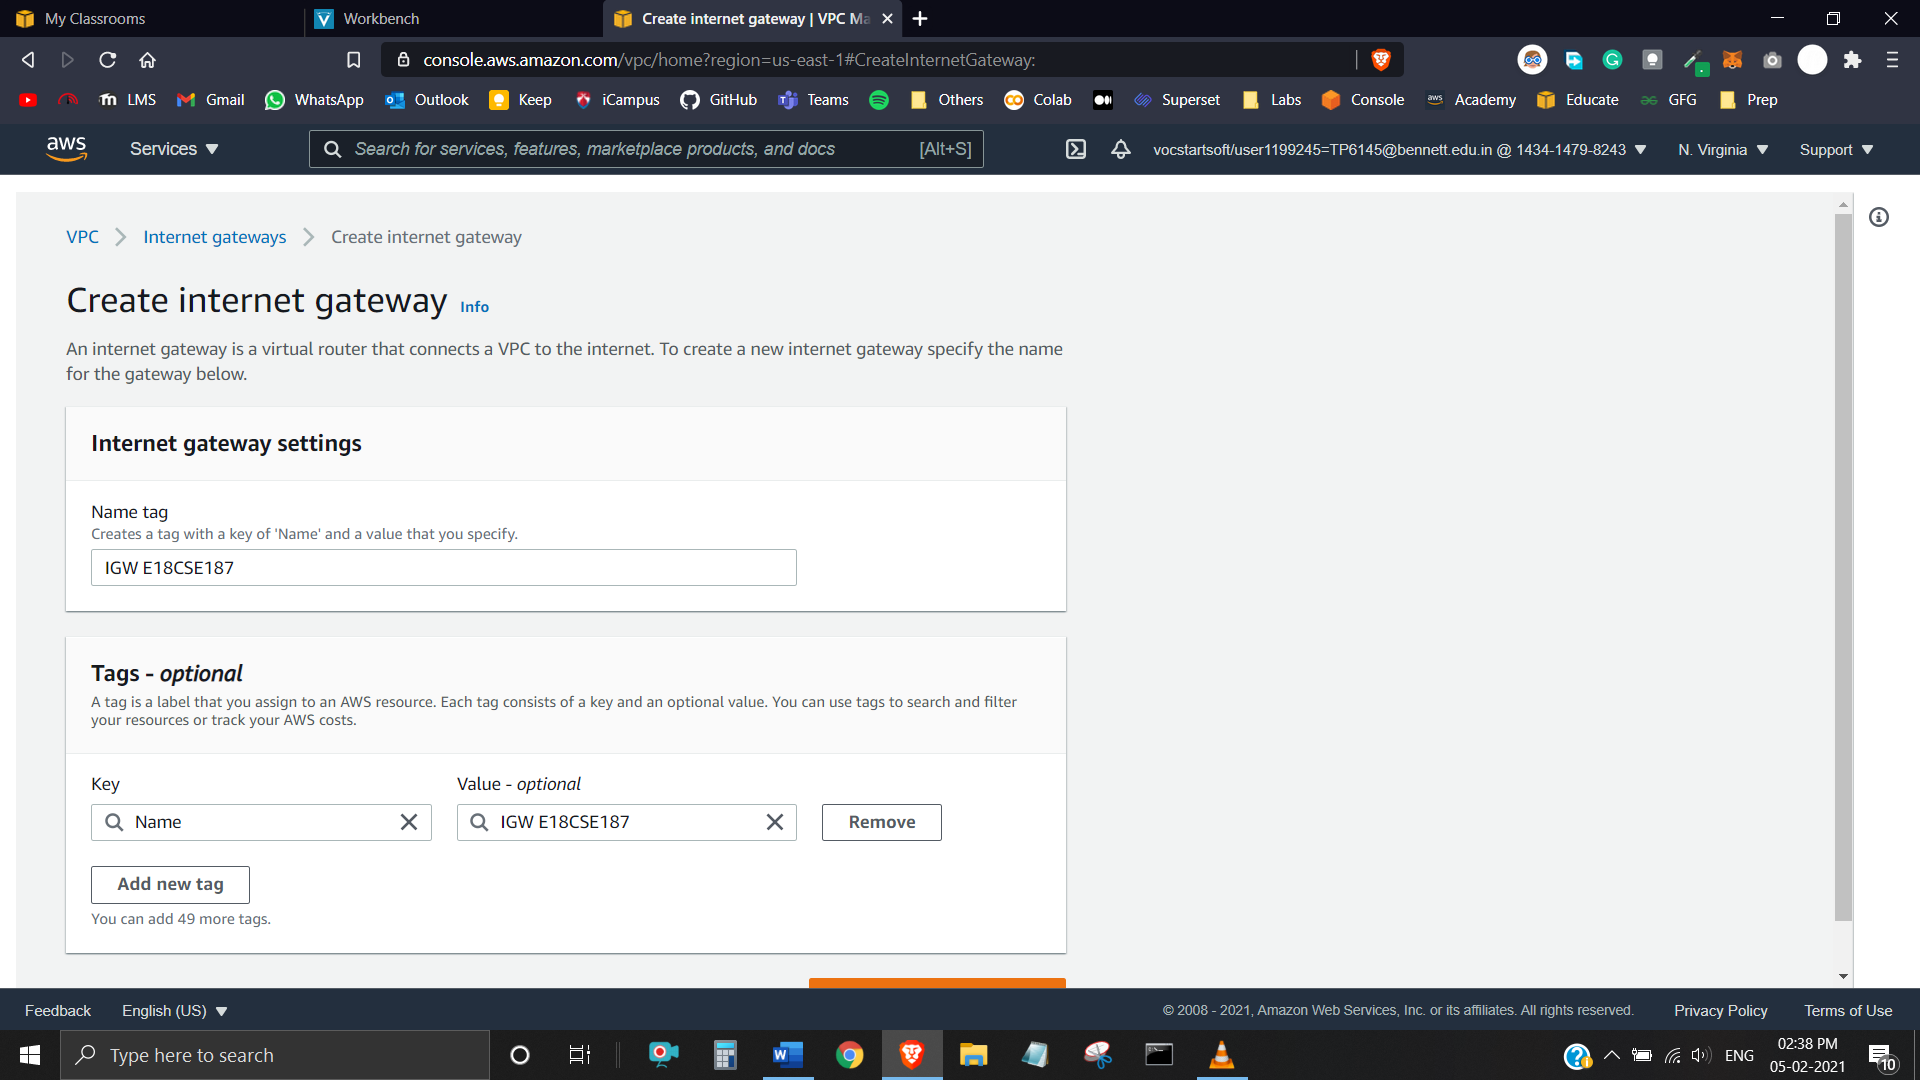 My Classrooms
Workbench
Create internet gateway | VPC Ma
console.aws.amazon.com/vpc/home?region=us-east-1#CreateInternetGateway:
LMS
Gmail
WhatsApp
Outlook
Keep
iCampus
GitHub
Teams
Others
Colab
Superset
Labs
Console
aws
Academy
Educate
GFG
Prep
aws
Services
Search for services, features, marketplace products, and docs
[Alt+S]
vocstartsoft/user1199245=TP6145@bennett.edu.in @ 1434-1479-8243
N. Virginia
Support
VPC
Internet gateways
Create internet gateway
Create internet gateway Info
An internet gateway is a virtual router that connects a VPC to the internet. To create a new internet gateway specify the name
for the gateway below.
Internet gateway settings
Name tag
Creates a tag with a key of 'Name' and a value that you specify.
IGW E18CSE187
Tags - optional
A tag is a label that you assign to an AWS resource. Each tag consists of a key and an optional value. You can use tags to search and filter
your resources or track your AWS costs.
Key
Value - optional
Name
IGW E18CSE187
Remove
Add new tag
You can add 49 more tags.
Feedback
English (US)
© 2008 - 2021, Amazon Web Services, Inc. or its affiliates. All rights reserved.
Privacy Policy
Terms of Use
Type here to search
ENG
02:38 PM
05-02-2021
10